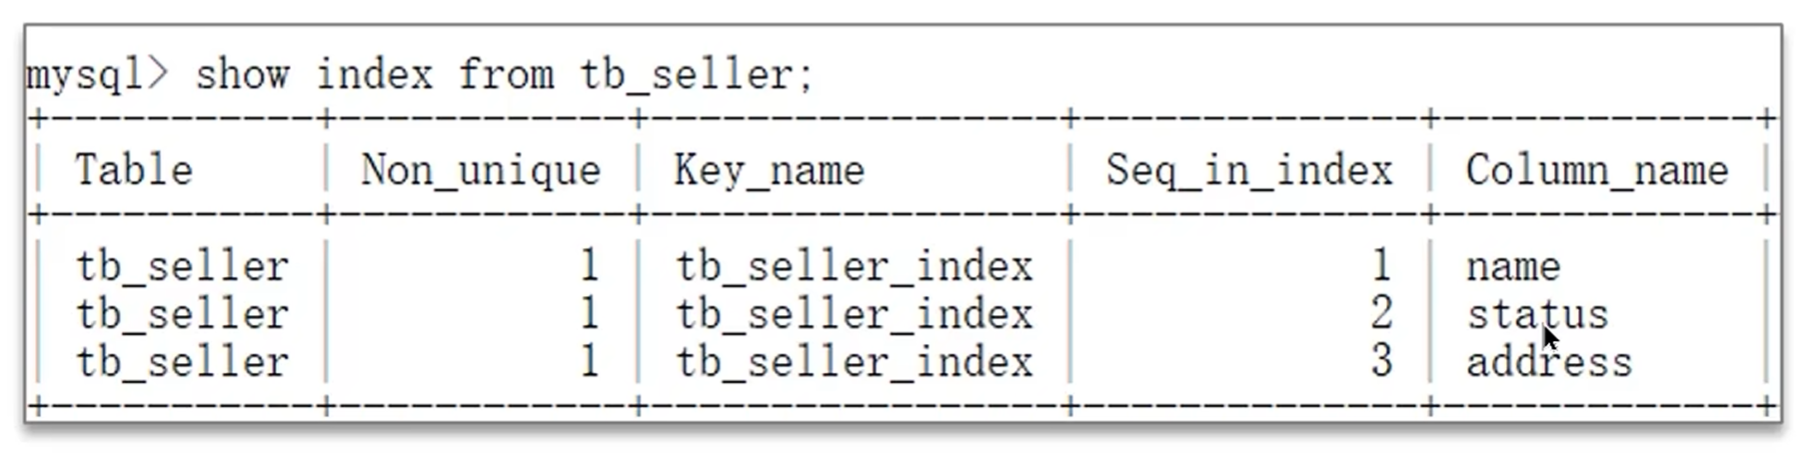 mysql> show index from tb_seller;
+-----------+------------+----------------+--------------+-------------+
| Table | Non_unique | Key_name | Seq_in_index | Column_name |
+-----------+------------+----------------+--------------+-------------+
| tb_seller | 1 | tb_seller_index | 1 | name |
| tb_seller | 1 | tb_seller_index | 2 | status |
| tb_seller | 1 | tb_seller_index | 3 | address |
+-----------+------------+----------------+--------------+-------------+